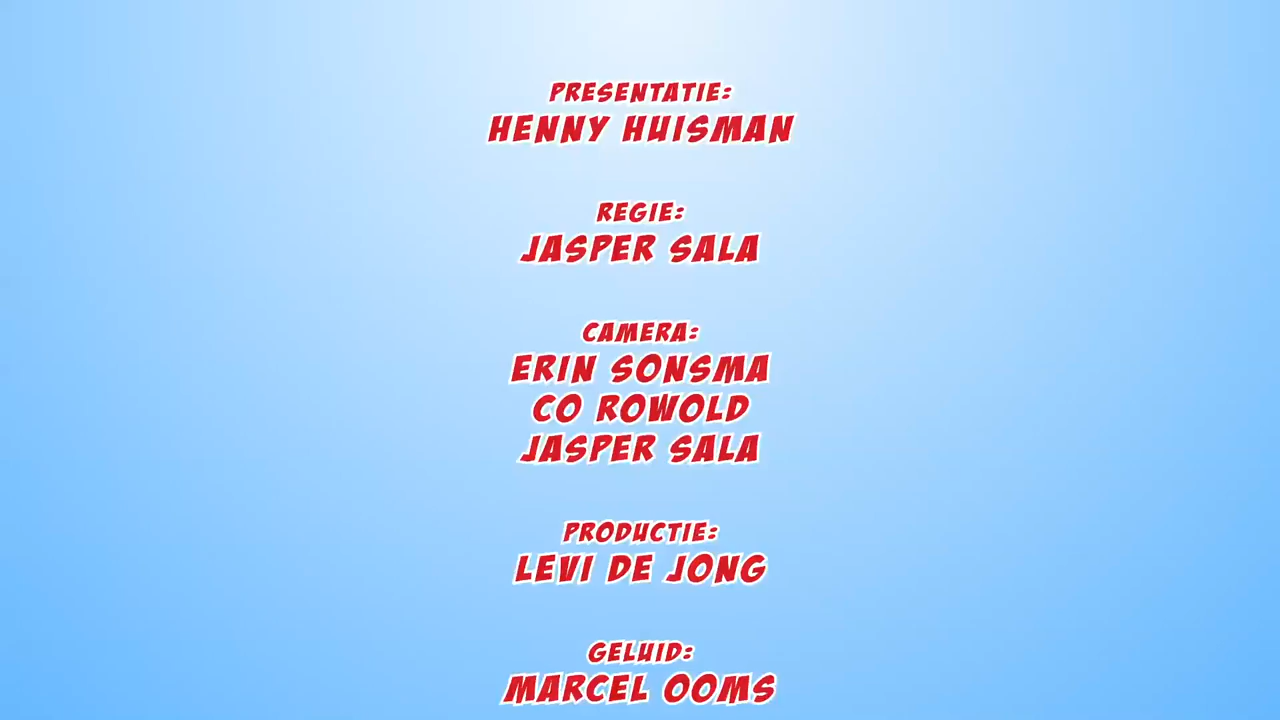 PRESENTATIE:
HENNY HUISMAN
REGIE:
JASPER SALA
CAMERA:
ERIN SONSMA
CO ROWOLD
JASPER SALA
PRODUCTIE:
LEVI DE JONG
GELUID:
MARCEL OOMS